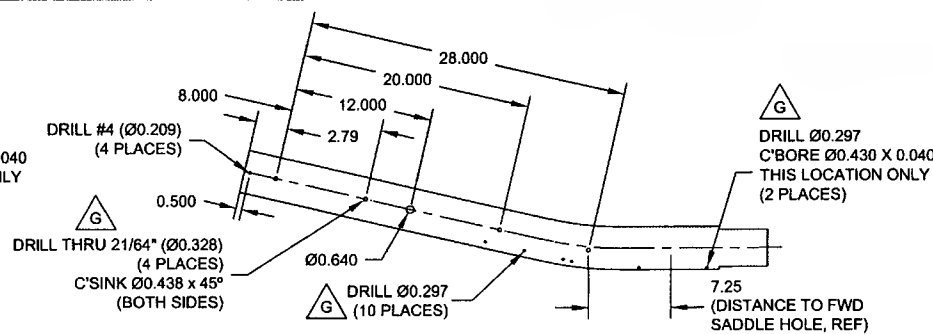 28.000
20.000
8.000
12.000
2.79
DRILL #4 (Ø0.209)
(4 PLACES)
040
LY
0.500
G
DRILL THRU 21/64" (Ø0.328)
(4 PLACES)
C'SINK Ø0.438 x 45º
(BOTH SIDES)
Ø0.640
G
DRILL Ø0.297
(10 PLACES)
G
DRILL Ø0.297
C'BORE Ø0.430 X 0.040
THIS LOCATION ONLY
(2 PLACES)
7.25
(DISTANCE TO FWD
SADDLE HOLE, REF)